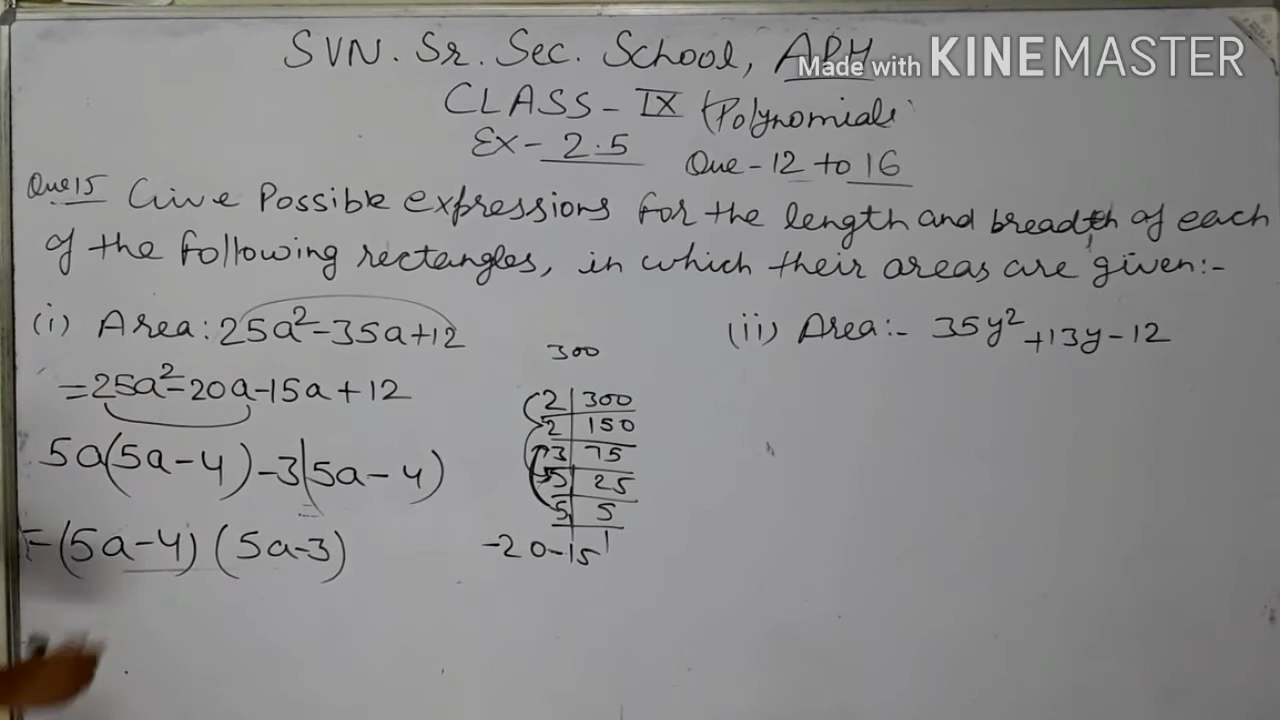 SVN. Sr. Sec. School, APH
Made with KINEMASTER
CLASS - IX (Polynomials)
Ex - 2.5
Que - 12 to 16
Que 15 Give Possible expressions for the length and breadth of each
of the following rectangles, in which their areas are given:-
(i) Area: 25a² - 35a + 12
= 25a² - 20a - 15a + 12
5a(5a - 4) - 3(5a - 4)
= (5a - 4) (5a - 3)
300
2 | 300
2 | 150
3 | 75
5 | 25
5 | 5
1
-20 - 15
(ii) Area:- 35y² + 13y - 12